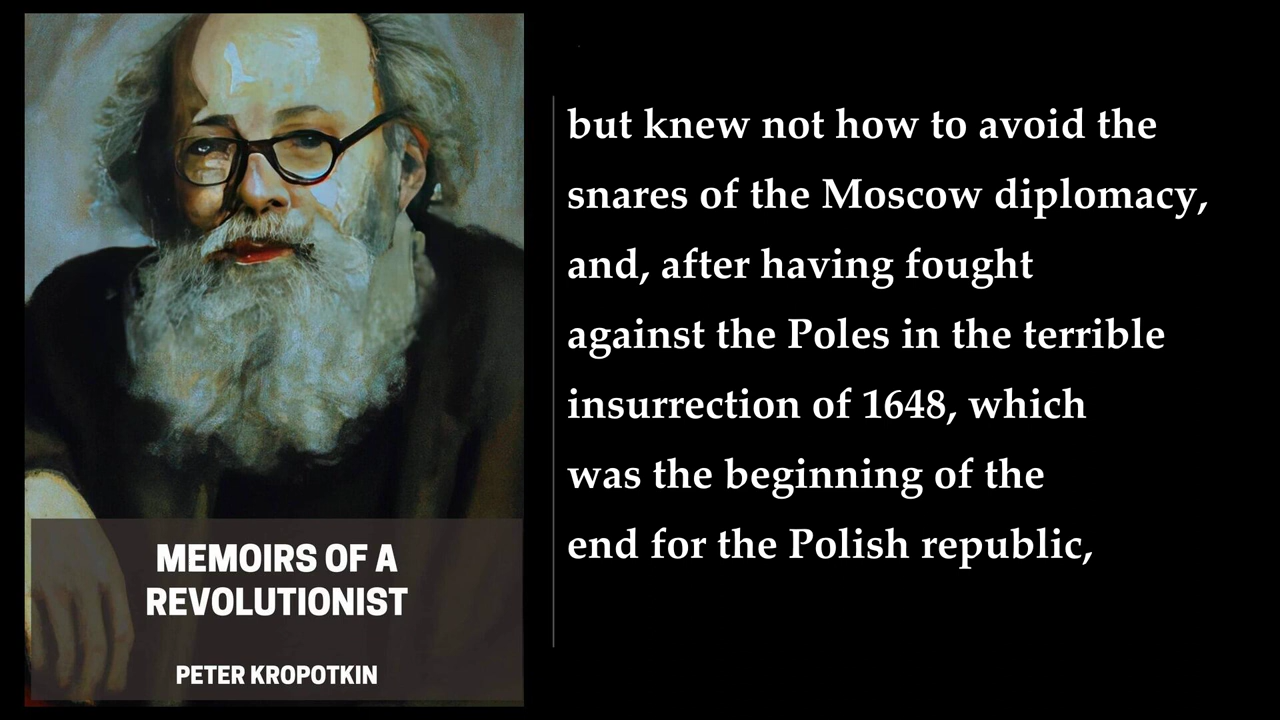 MEMOIRS OF A
REVOLUTIONIST
PETER KROPOTKIN
but knew not how to avoid the
snares of the Moscow diplomacy,
and, after having fought
against the Poles in the terrible
insurrection of 1648, which
was the beginning of the
end for the Polish republic,